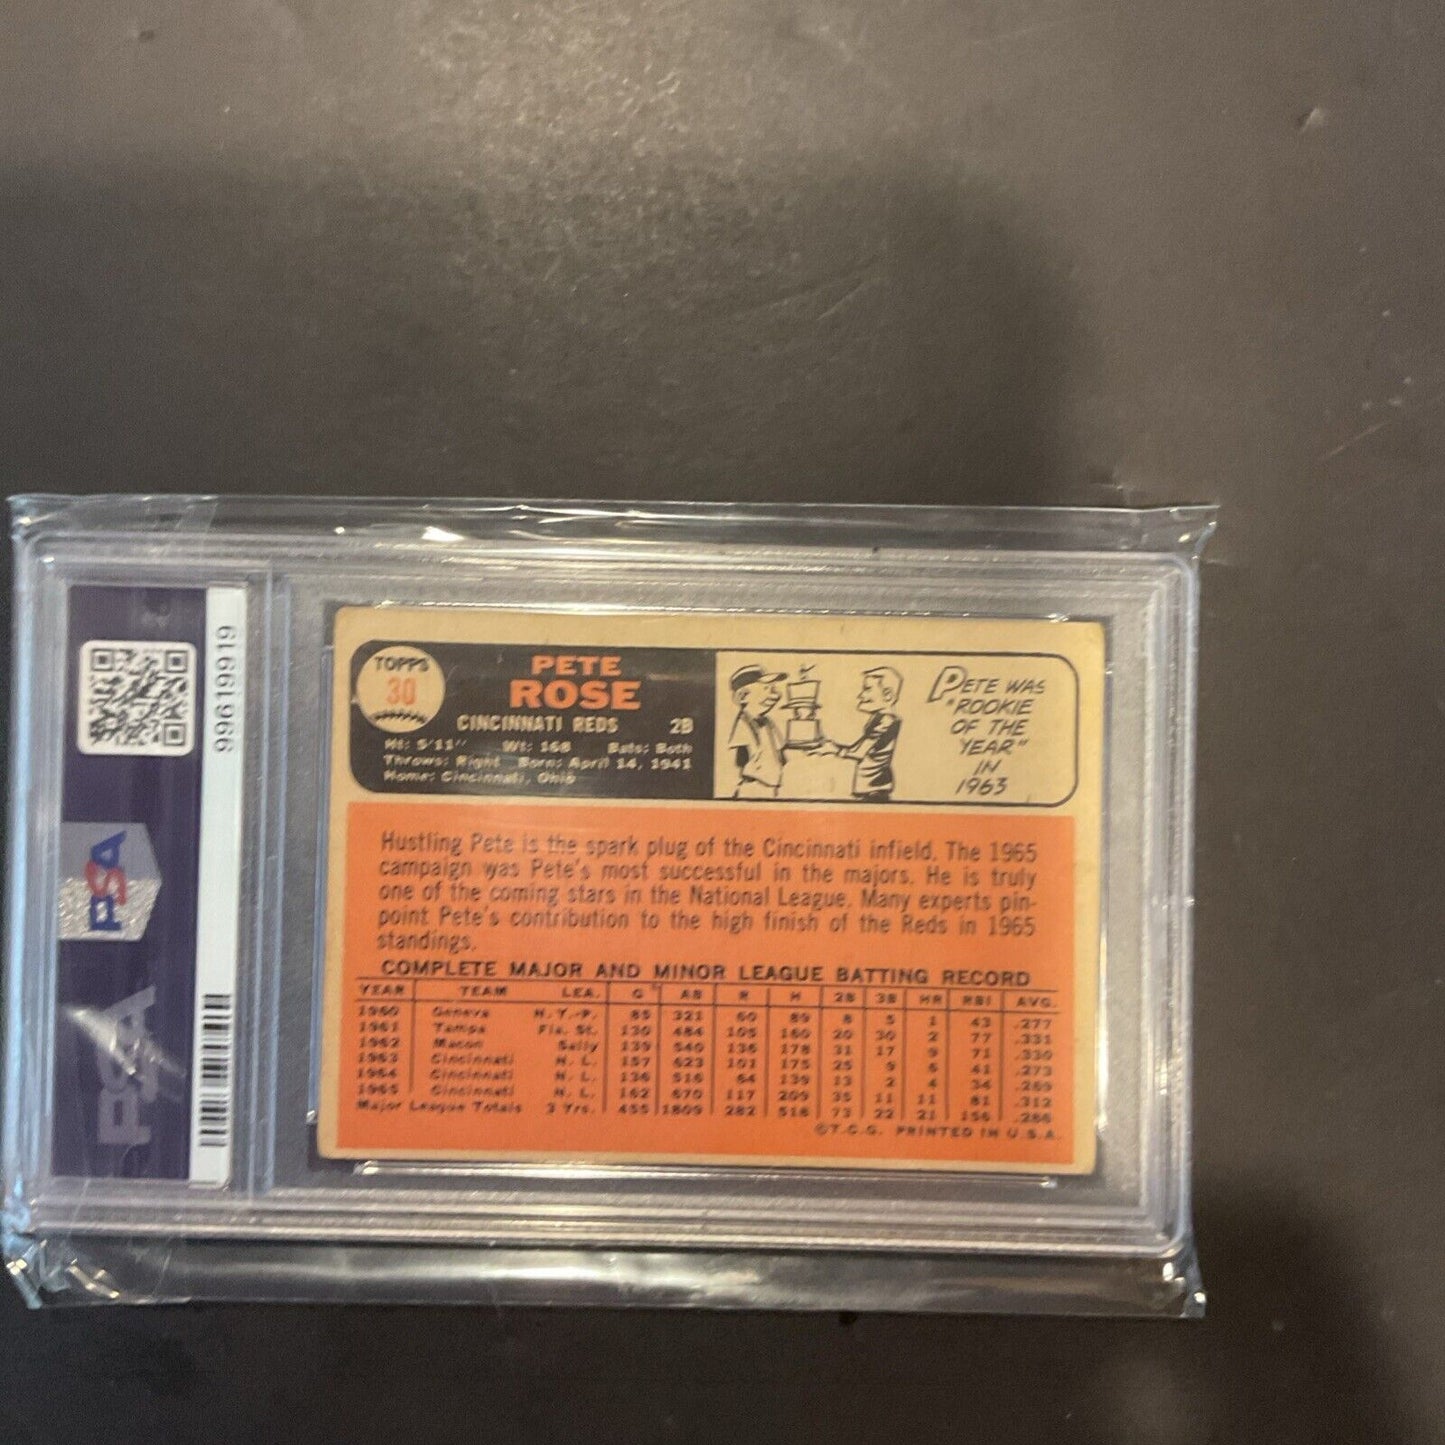 99619919
PSA
PSA
TOPPS
30
PETE
ROSE
CINCINNATI REDS 2B
Ht: 5'11" Wt: 168 Bats: Both
Throws: Right Born: April 14, 1941
Home: Cincinnati, Ohio
PETE WAS
"ROOKIE
OF THE
YEAR"
IN
1963
Hustling Pete is the spark plug of the Cincinnati infield. The 1965
campaign was Pete's most successful in the majors. He is truly
one of the coming stars in the National League. Many experts pin-
point Pete's contribution to the high finish of the Reds in 1965
standings.
COMPLETE MAJOR AND MINOR LEAGUE BATTING RECORD
YEAR TEAM LEA. G AB R H 2B 3B HR RBI AVG.
1960 Geneva N.Y.-P. 85 321 60 89 8 5 1 43 .277
1961 Tampa Fla. St. 130 484 105 160 20 30 2 77 .331
1962 Macon Sally 139 540 136 178 31 17 9 71 .330
1963 Cincinnati N. L. 157 623 101 175 25 9 6 41 .273
1964 Cincinnati N. L. 136 516 64 139 13 2 4 34 .269
1965 Cincinnati N. L. 162 670 117 209 35 11 11 81 .312
Major League Totals 3 Yrs. 455 1809 282 518 73 22 21 156 .286
©T.C.G. PRINTED IN U.S.A.